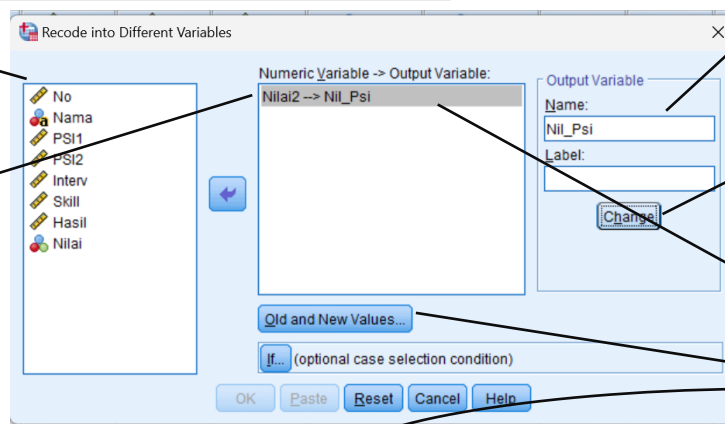 Recode into Different Variables
Numeric Variable -> Output Variable:
No
Nama
PSI1
PSI2
Interv
Skill
Hasil
Nilai
Nilai2 --> Nil_Psi
Output Variable
Name:
Nil_Psi
Label:
Change
Old and New Values...
If... (optional case selection condition)
OK Paste Reset Cancel Help